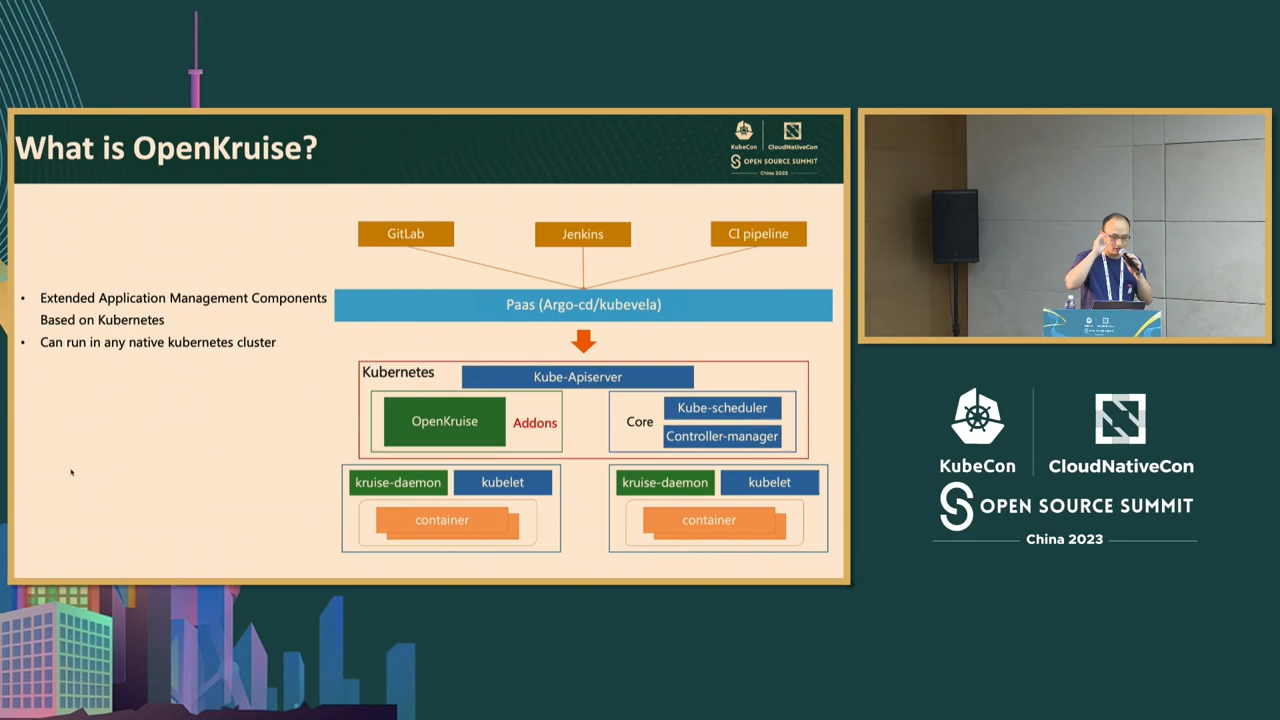 What is OpenKruise?
KubeCon
CloudNativeCon
OPEN SOURCE SUMMIT
China 2023
• Extended Application Management Components
Based on Kubernetes
• Can run in any native kubernetes cluster
GitLab
Jenkins
CI pipeline
Paas (Argo-cd/kubevela)
Kubernetes
Kube-Apiserver
OpenKruise
Addons
Core
Kube-scheduler
Controller-manager
kruise-daemon
kubelet
container
kruise-daemon
kubelet
container
KubeCon
CloudNativeCon
OPEN SOURCE SUMMIT
China 2023